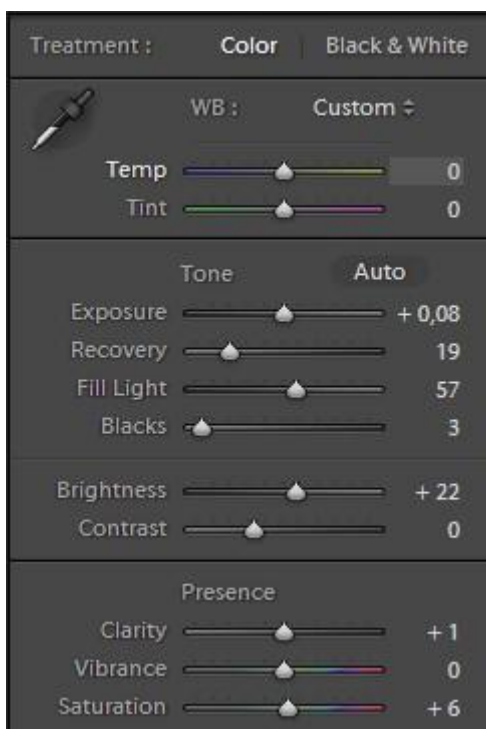 Treatment : Color Black & White
WB : Custom
Temp 0
Tint 0
Tone Auto
Exposure + 0,08
Recovery 19
Fill Light 57
Blacks 3
Brightness + 22
Contrast 0
Presence
Clarity + 1
Vibrance 0
Saturation + 6